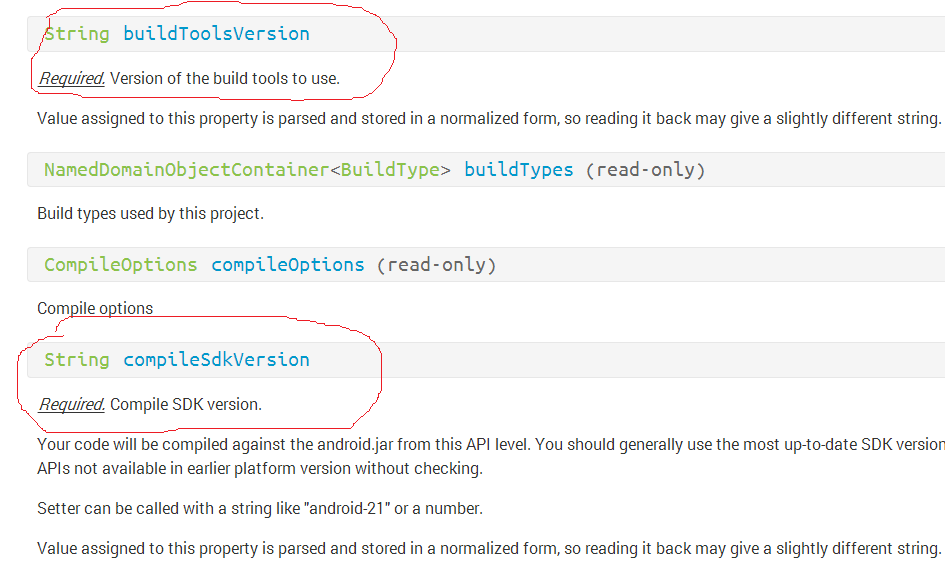 String buildToolsVersion
Required. Version of the build tools to use.
Value assigned to this property is parsed and stored in a normalized form, so reading it back may give a slightly different string.
NamedDomainObjectContainer<BuildType> buildTypes (read-only)
Build types used by this project.
CompileOptions compileOptions (read-only)
Compile options
String compileSdkVersion
Required. Compile SDK version.
Your code will be compiled against the android.jar from this API level. You should generally use the most up-to-date SDK version
APIs not available in earlier platform version without checking.
Setter can be called with a string like "android-21" or a number.
Value assigned to this property is parsed and stored in a normalized form, so reading it back may give a slightly different string.